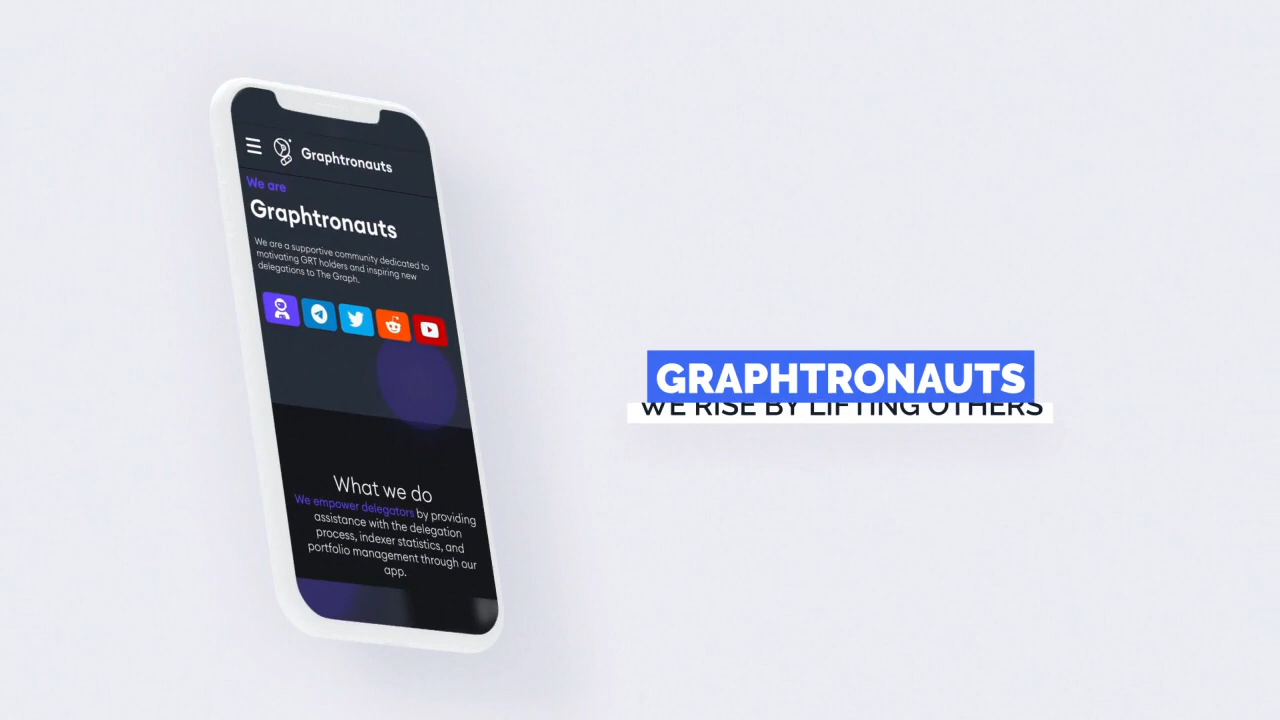 Graphtronauts
We are
Graphtronauts
We are a supportive community dedicated to
motivating GRT holders and inspiring new
delegations to The Graph.
What we do
We empower delegators by providing
assistance with the delegation
process, indexer statistics, and
portfolio management through our
app.
GRAPHTRONAUTS
WE RISE BY LIFTING OTHERS